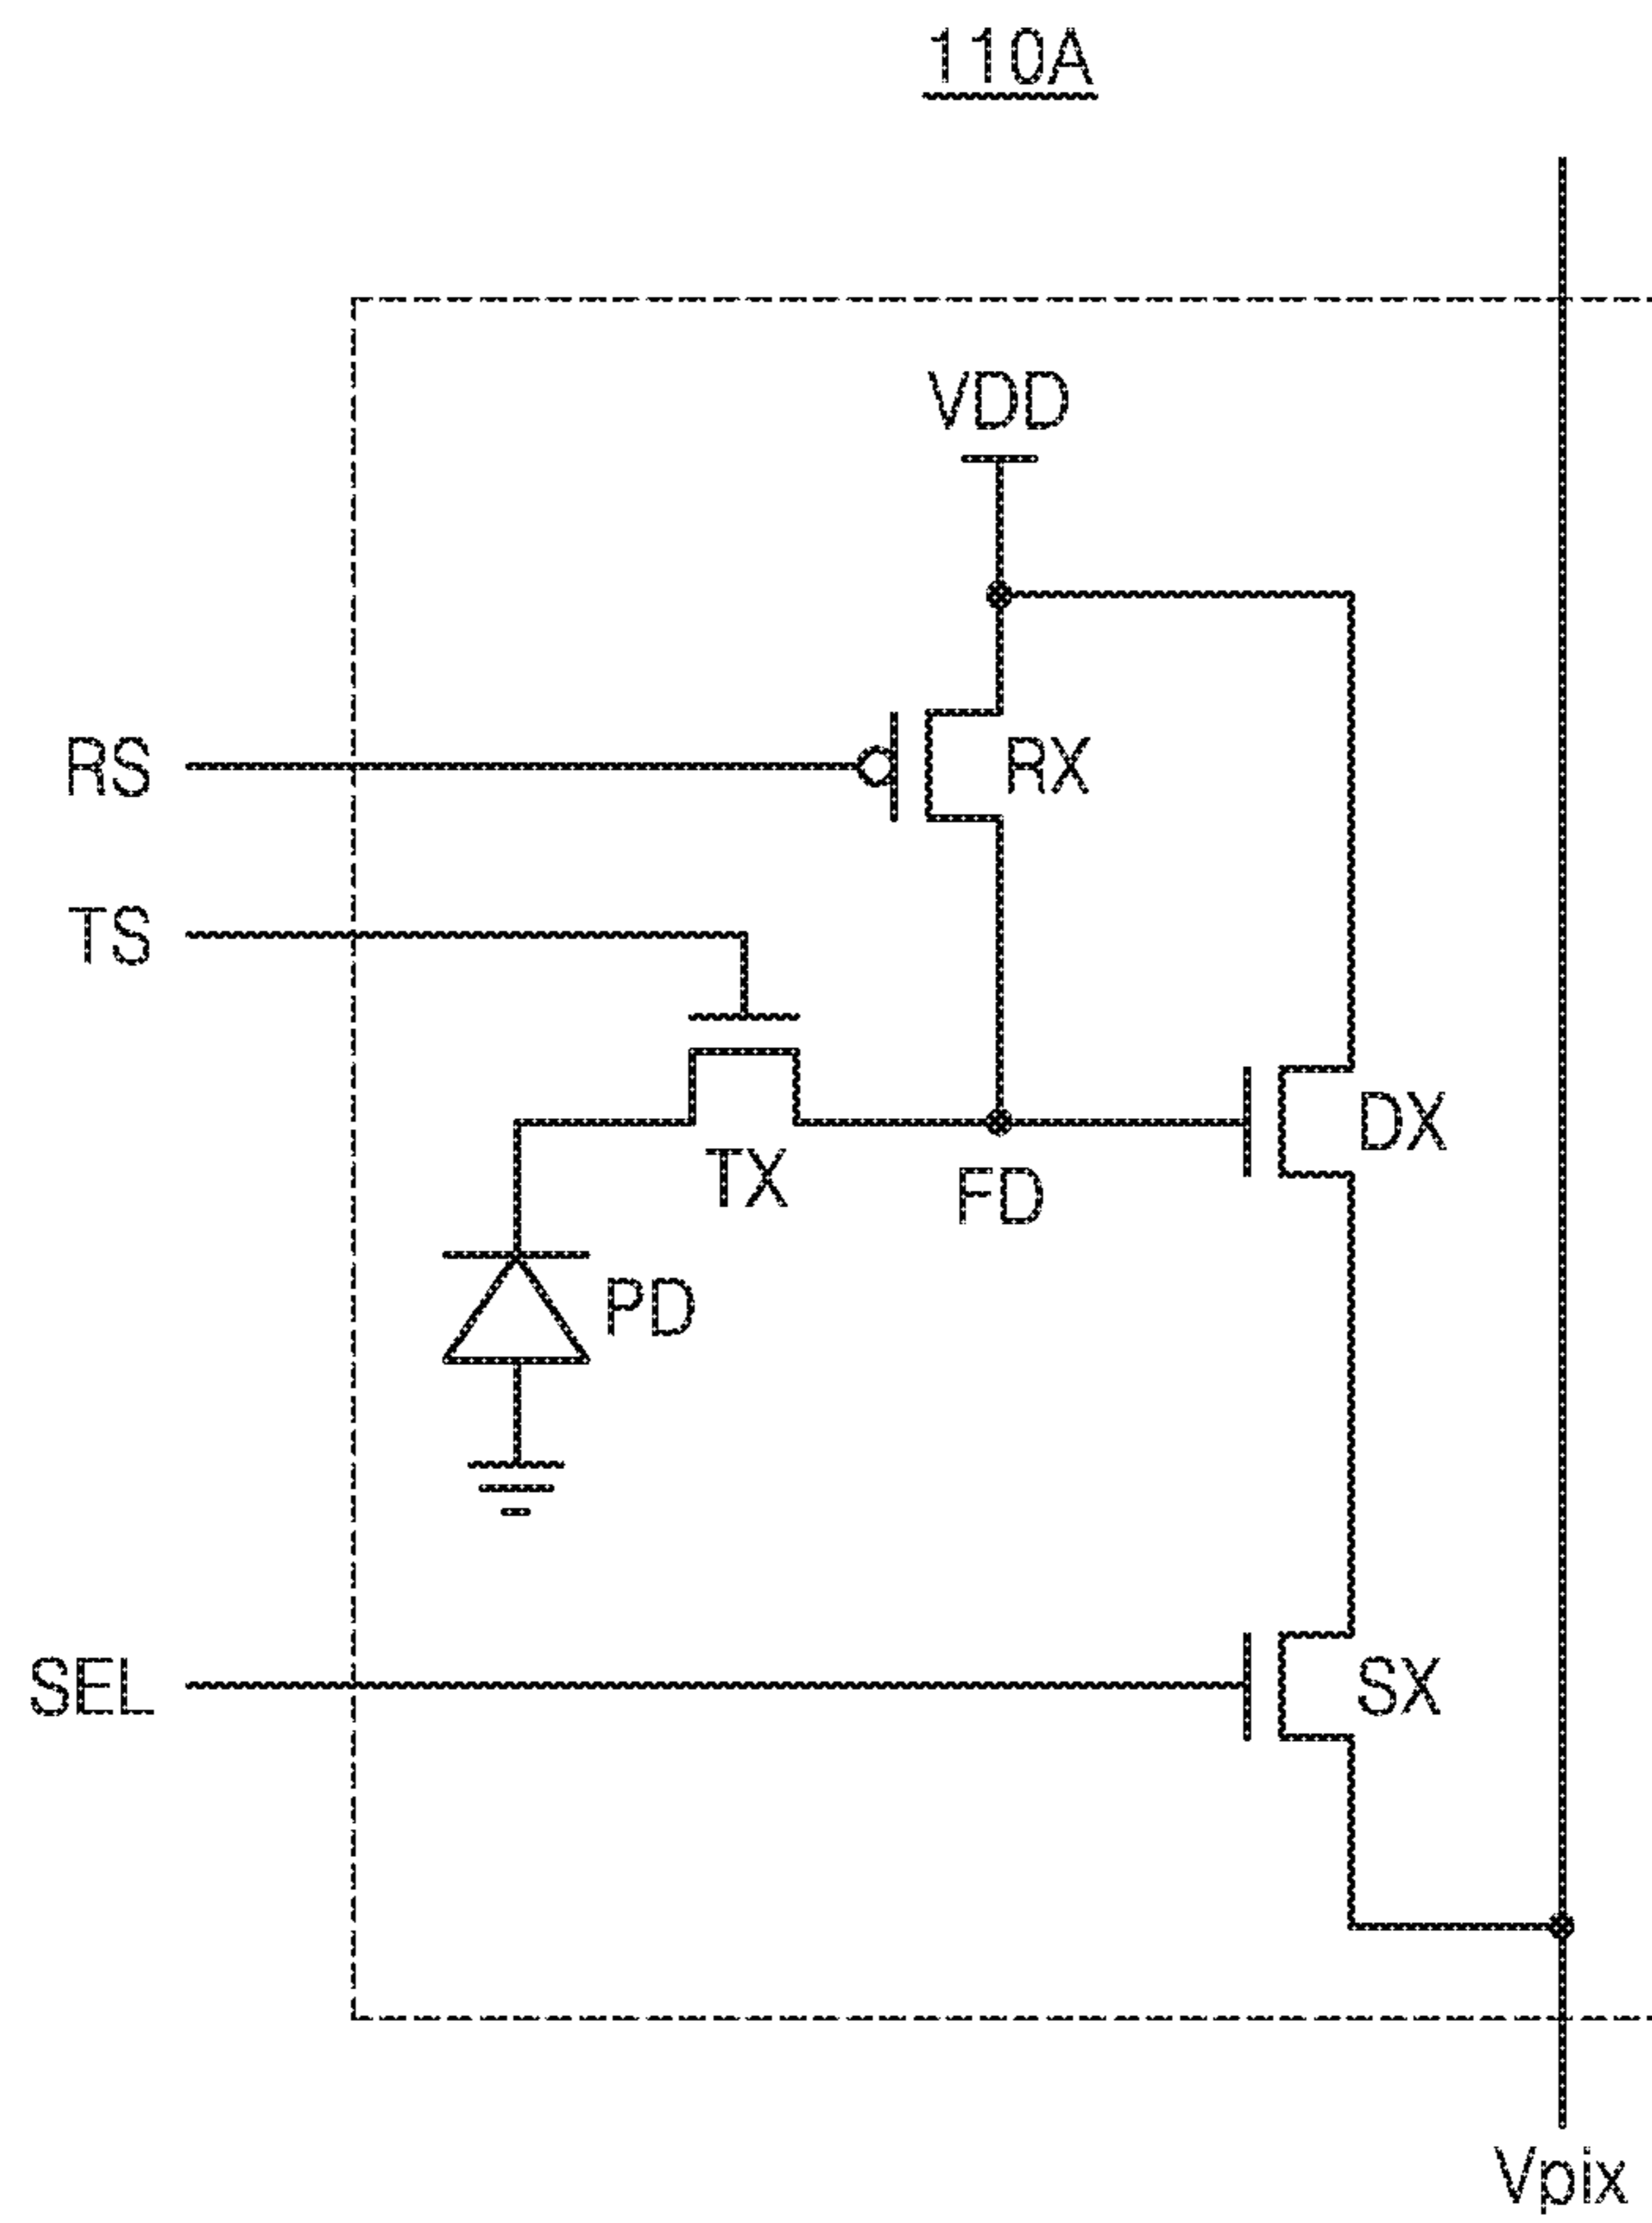 110A
VDD
RS
RX
TS
DX
TX
FD
PD
SEL
SX
Vpix